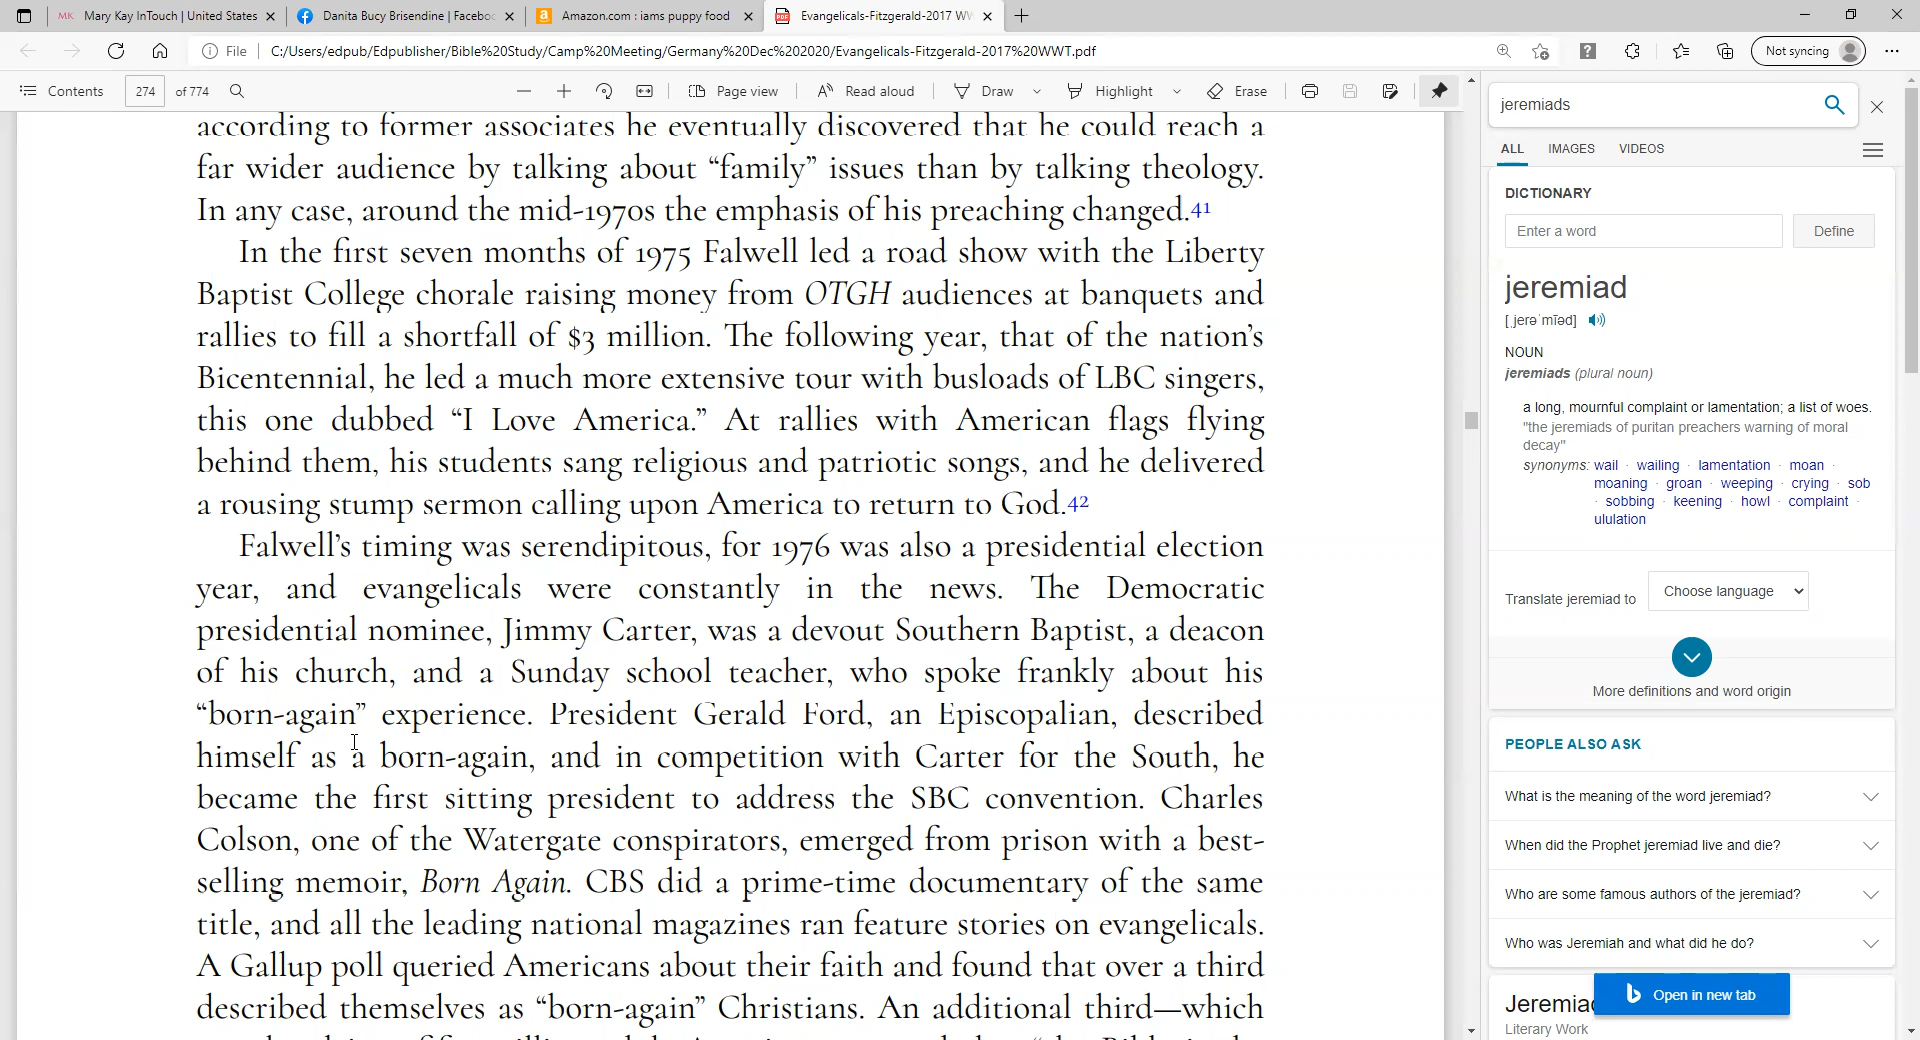 MK Mary Kay InTouch | United States
Danita Bucy Brisendine | Faceboo
Amazon.com : iams puppy food
Evangelicals-Fitzgerald-2017 WW
File
C:/Users/edpub/Edpublisher/Bible%20Study/Camp%20Meeting/Germany%20Dec%202020/Evangelicals-Fitzgerald-2017%20WWT.pdf
Not syncing
Contents
274 of 774
Page view
Read aloud
Draw
Highlight
Erase
according to former associates he eventually discovered that he could reach a
far wider audience by talking about “family” issues than by talking theology.
In any case, around the mid-1970s the emphasis of his preaching changed.41
In the first seven months of 1975 Falwell led a road show with the Liberty
Baptist College chorale raising money from OTGH audiences at banquets and
rallies to fill a shortfall of $3 million. The following year, that of the nation’s
Bicentennial, he led a much more extensive tour with busloads of LBC singers,
this one dubbed “I Love America.” At rallies with American flags flying
behind them, his students sang religious and patriotic songs, and he delivered
a rousing stump sermon calling upon America to return to God.42
Falwell’s timing was serendipitous, for 1976 was also a presidential election
year, and evangelicals were constantly in the news. The Democratic
presidential nominee, Jimmy Carter, was a devout Southern Baptist, a deacon
of his church, and a Sunday school teacher, who spoke frankly about his
“born-again” experience. President Gerald Ford, an Episcopalian, described
himself as a born-again, and in competition with Carter for the South, he
became the first sitting president to address the SBC convention. Charles
Colson, one of the Watergate conspirators, emerged from prison with a best-
selling memoir, Born Again. CBS did a prime-time documentary of the same
title, and all the leading national magazines ran feature stories on evangelicals.
A Gallup poll queried Americans about their faith and found that over a third
described themselves as “born-again” Christians. An additional third—which
jeremiads
ALL IMAGES VIDEOS
DICTIONARY
Enter a word
Define
jeremiad
[ˌjerəˈmīəd]
NOUN
jeremiads (plural noun)
a long, mournful complaint or lamentation; a list of woes.
"the jeremiads of puritan preachers warning of moral
decay"
synonyms: wail · wailing · lamentation · moan ·
moaning · groan · weeping · crying · sob
· sobbing · keening · howl · complaint ·
ululation
Translate jeremiad to
Choose language
More definitions and word origin
PEOPLE ALSO ASK
What is the meaning of the word jeremiad?
When did the Prophet jeremiad live and die?
Who are some famous authors of the jeremiad?
Who was Jeremiah and what did he do?
Jeremiad
Open in new tab
Literary Work